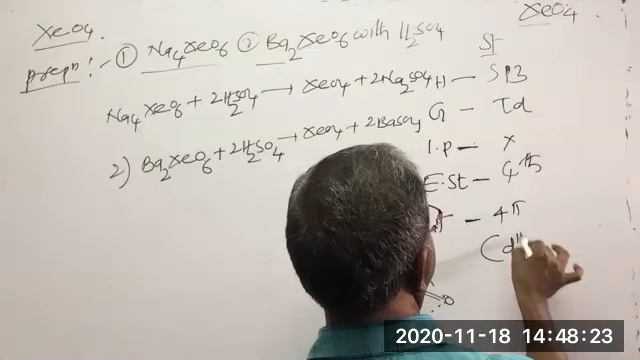 XeO4.
XeO4.
prepn :- ① Na4XeO6 ② Ba2XeO6 with H2SO4
St
Na4XeO6 + 2H2SO4 → XeO4 + 2Na2SO4
H — SP3
2) Ba2XeO6 + 2H2SO4 → XeO4 + 2BaSO4
G — Td
l.p — x
E.St — 4th5
— 4π
(d
O
2020-11-18 14:48:23